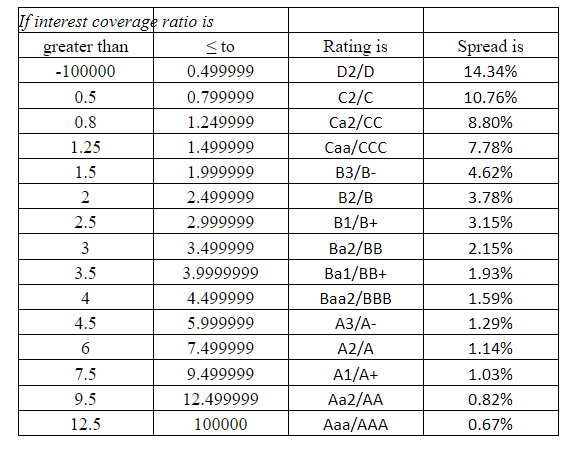 If interest coverage ratio is
greater than ≤ to Rating is Spread is
-100000 0.499999 D2/D 14.34%
0.5 0.799999 C2/C 10.76%
0.8 1.249999 Ca2/CC 8.80%
1.25 1.499999 Caa/CCC 7.78%
1.5 1.999999 B3/B- 4.62%
2 2.499999 B2/B 3.78%
2.5 2.999999 B1/B+ 3.15%
3 3.499999 Ba2/BB 2.15%
3.5 3.9999999 Ba1/BB+ 1.93%
4 4.499999 Baa2/BBB 1.59%
4.5 5.999999 A3/A- 1.29%
6 7.499999 A2/A 1.14%
7.5 9.499999 A1/A+ 1.03%
9.5 12.499999 Aa2/AA 0.82%
12.5 100000 Aaa/AAA 0.67%